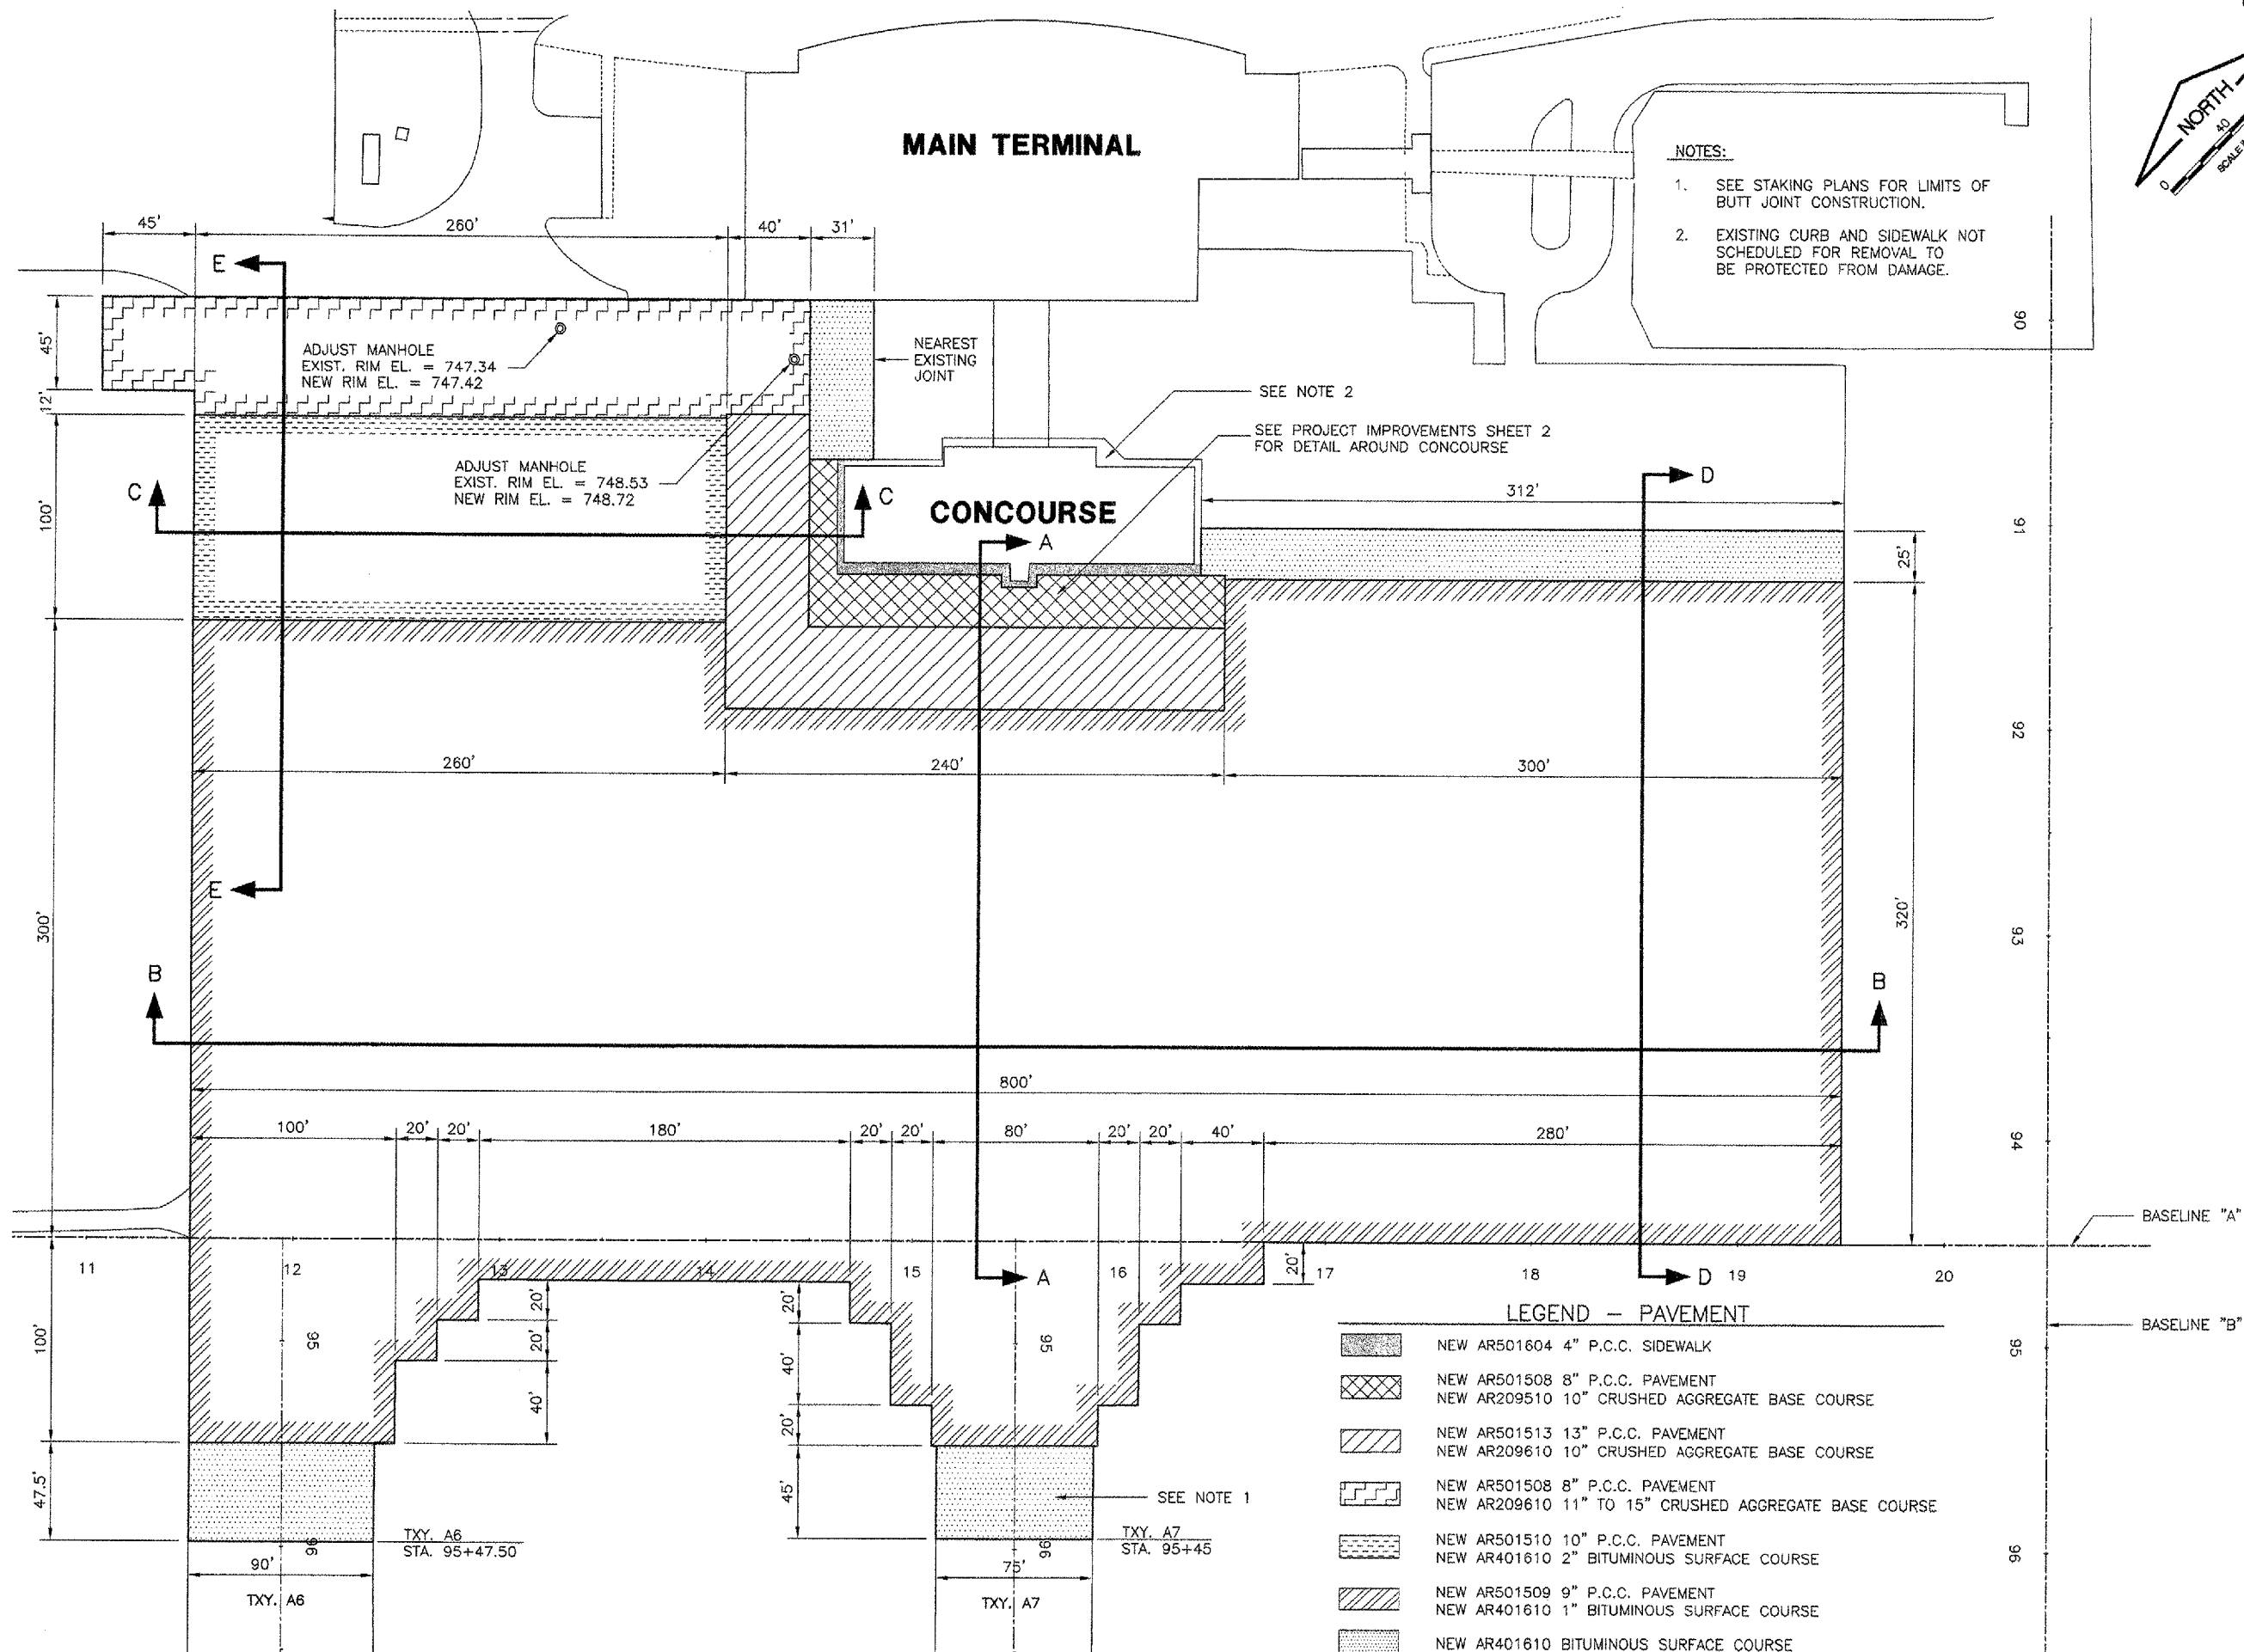 MAIN TERMINAL
NORTH
0
40
NOTES:
1. SEE STAKING PLANS FOR LIMITS OF
BUTT JOINT CONSTRUCTION.
2. EXISTING CURB AND SIDEWALK NOT
SCHEDULED FOR REMOVAL TO
BE PROTECTED FROM DAMAGE.
45'
260'
40'
31'
E
45'
12'
ADJUST MANHOLE
EXIST. RIM EL. = 747.34
NEW RIM EL. = 747.42
NEAREST
EXISTING
JOINT
90
SEE NOTE 2
SEE PROJECT IMPROVEMENTS SHEET 2
FOR DETAIL AROUND CONCOURSE
ADJUST MANHOLE
EXIST. RIM EL. = 748.53
NEW RIM EL. = 748.72
C
C
D
312'
100'
CONCOURSE
A
91
25'
92
260'
240'
300'
E
300'
320'
93
B
B
800'
100'
20'
20'
180'
20'
20'
80'
20'
20'
40'
280'
94
BASELINE "A"
11
12
13
14
15
A
16
20'
17
18
D
19
20
100'
95
20'
20'
40'
20'
40'
20'
95
LEGEND – PAVEMENT
BASELINE "B"
95
NEW AR501604 4" P.C.C. SIDEWALK
NEW AR501508 8" P.C.C. PAVEMENT
NEW AR209510 10" CRUSHED AGGREGATE BASE COURSE
NEW AR501513 13" P.C.C. PAVEMENT
NEW AR209610 10" CRUSHED AGGREGATE BASE COURSE
NEW AR501508 8" P.C.C. PAVEMENT
NEW AR209610 11" TO 15" CRUSHED AGGREGATE BASE COURSE
NEW AR501510 10" P.C.C. PAVEMENT
NEW AR401610 2" BITUMINOUS SURFACE COURSE
NEW AR501509 9" P.C.C. PAVEMENT
NEW AR401610 1" BITUMINOUS SURFACE COURSE
NEW AR401610 BITUMINOUS SURFACE COURSE
47.5'
45'
SEE NOTE 1
96
TXY. A6
STA. 95+47.50
96
TXY. A7
STA. 95+45
96
90'
75'
TXY. A6
TXY. A7